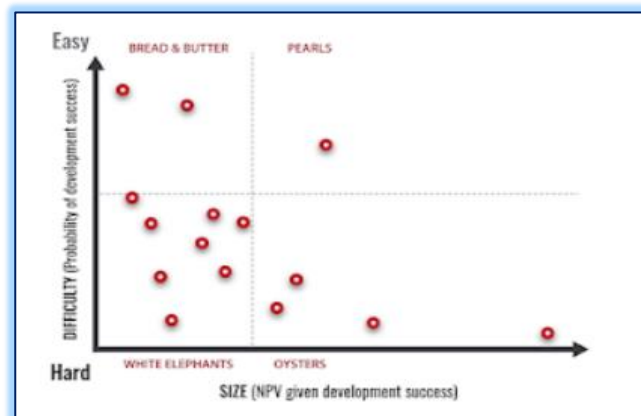 Easy
BREAD & BUTTER
PEARLS
DIFFICULTY (Probability of development success)
WHITE ELEPHANTS
OYSTERS
Hard
SIZE (NPV given development success)